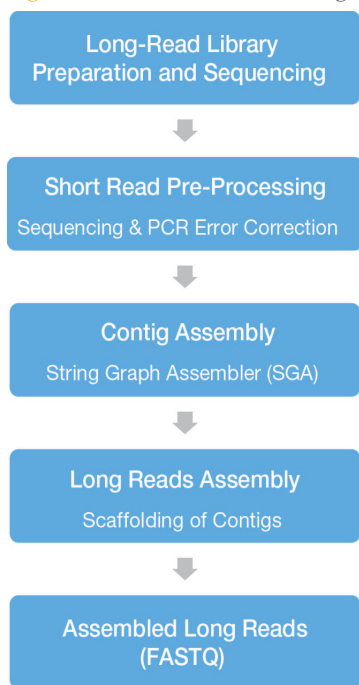 Long-Read Library
Preparation and Sequencing
Short Read Pre-Processing
Sequencing & PCR Error Correction
Contig Assembly
String Graph Assembler (SGA)
Long Reads Assembly
Scaffolding of Contigs
Assembled Long Reads
(FASTQ)